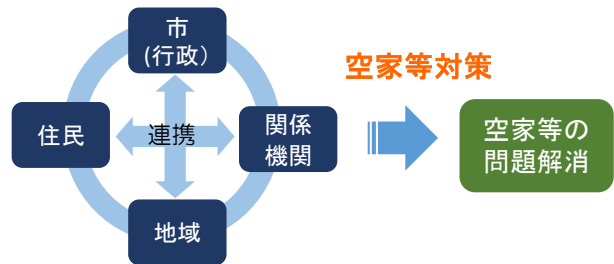 市
(行政）
空家等対策
住民
連携
関係
機関
空家等の
問題解消
地域